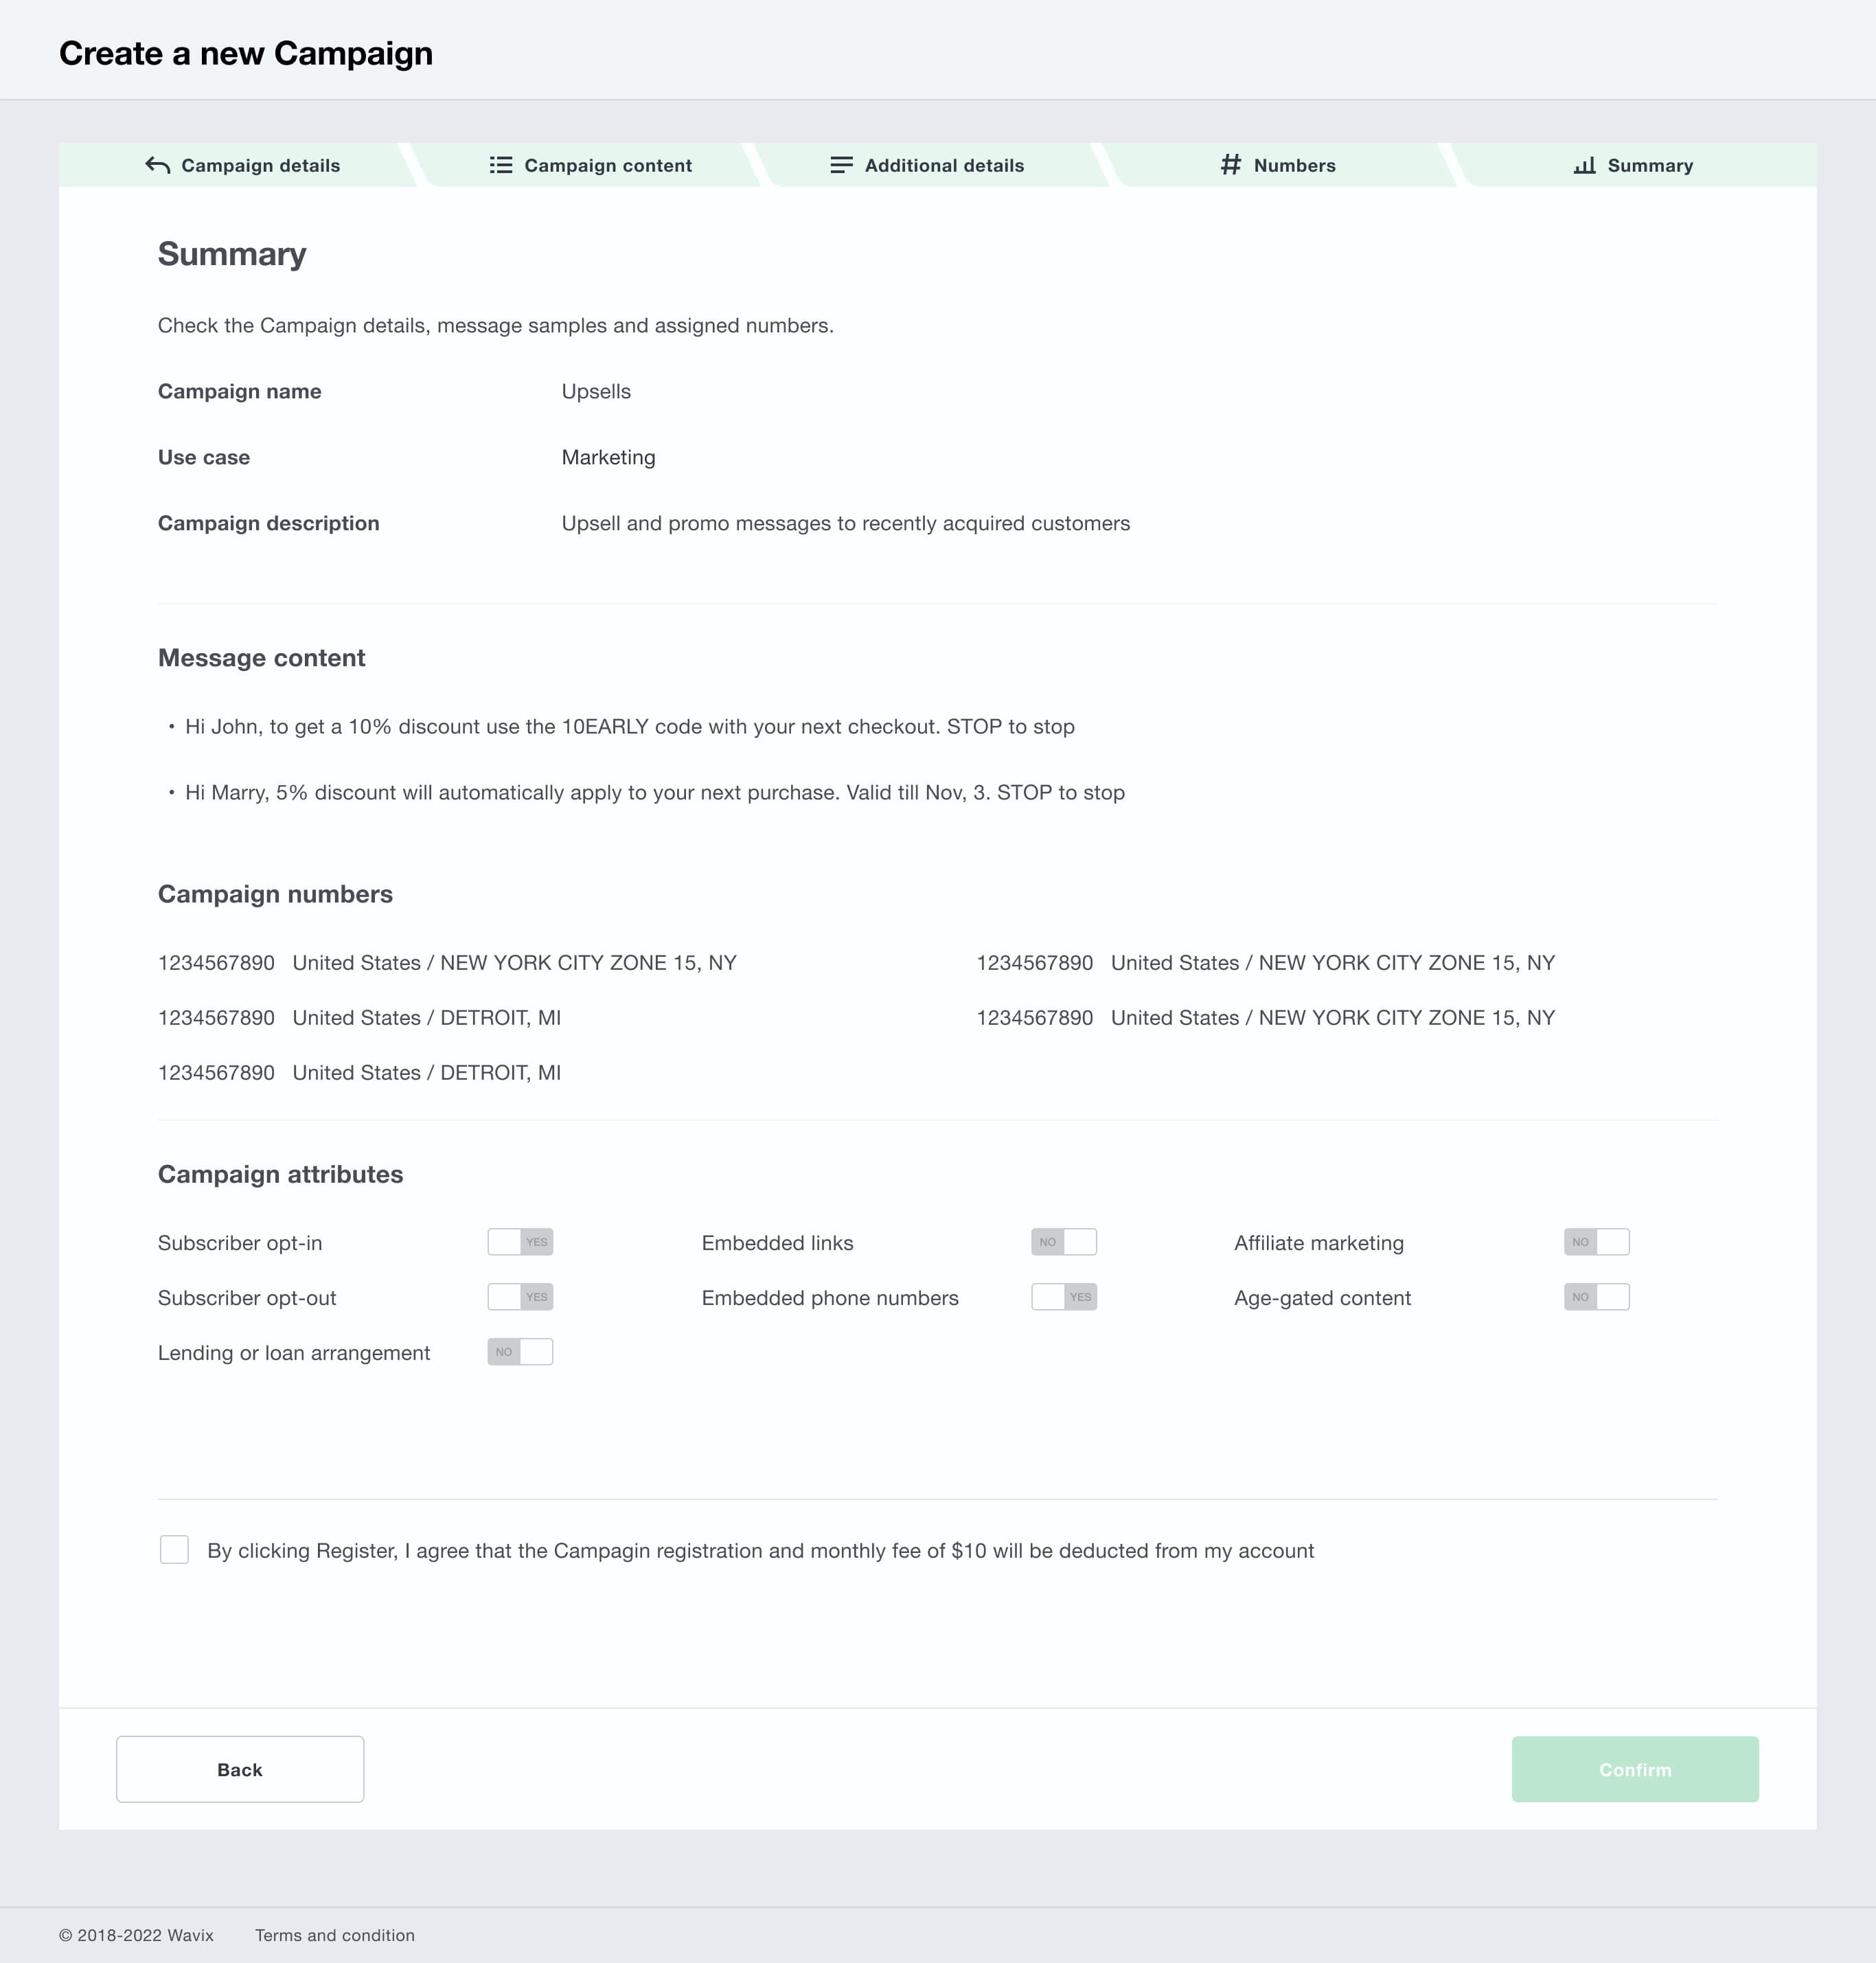 Create a new Campaign
Campaign details
Campaign content
Additional details
# Numbers
Summary
Summary
Check the Campaign details, message samples and assigned numbers.
Campaign name Upsells
Use case Marketing
Campaign description Upsell and promo messages to recently acquired customers
Message content
• Hi John, to get a 10% discount use the 10EARLY code with your next checkout. STOP to stop
• Hi Marry, 5% discount will automatically apply to your next purchase. Valid till Nov, 3. STOP to stop
Campaign numbers
1234567890 United States / NEW YORK CITY ZONE 15, NY 1234567890 United States / NEW YORK CITY ZONE 15, NY
1234567890 United States / DETROIT, MI 1234567890 United States / NEW YORK CITY ZONE 15, NY
1234567890 United States / DETROIT, MI
Campaign attributes
Subscriber opt-in YES Embedded links NO Affiliate marketing NO
Subscriber opt-out YES Embedded phone numbers YES Age-gated content NO
Lending or loan arrangement NO
By clicking Register, I agree that the Campagin registration and monthly fee of $10 will be deducted from my account
Back Confirm
© 2018-2022 Wavix Terms and condition